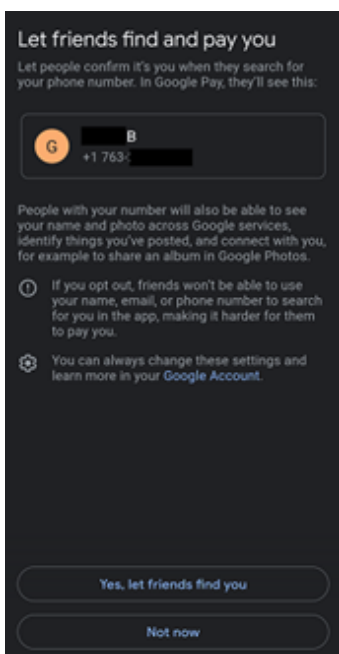 Let friends find and pay you
Let people confirm it's you when they search for
your phone number. In Google Pay, they'll see this:
G
B
+1 763-
People with your number will also be able to see
your name and photo across Google services,
identify things you've posted, and connect with you,
for example to share an album in Google Photos.
If you opt out, friends won't be able to use
your name, email, or phone number to search
for you in the app, making it harder for them
to pay you.
You can always change these settings and
learn more in your Google Account.
Yes, let friends find you
Not now